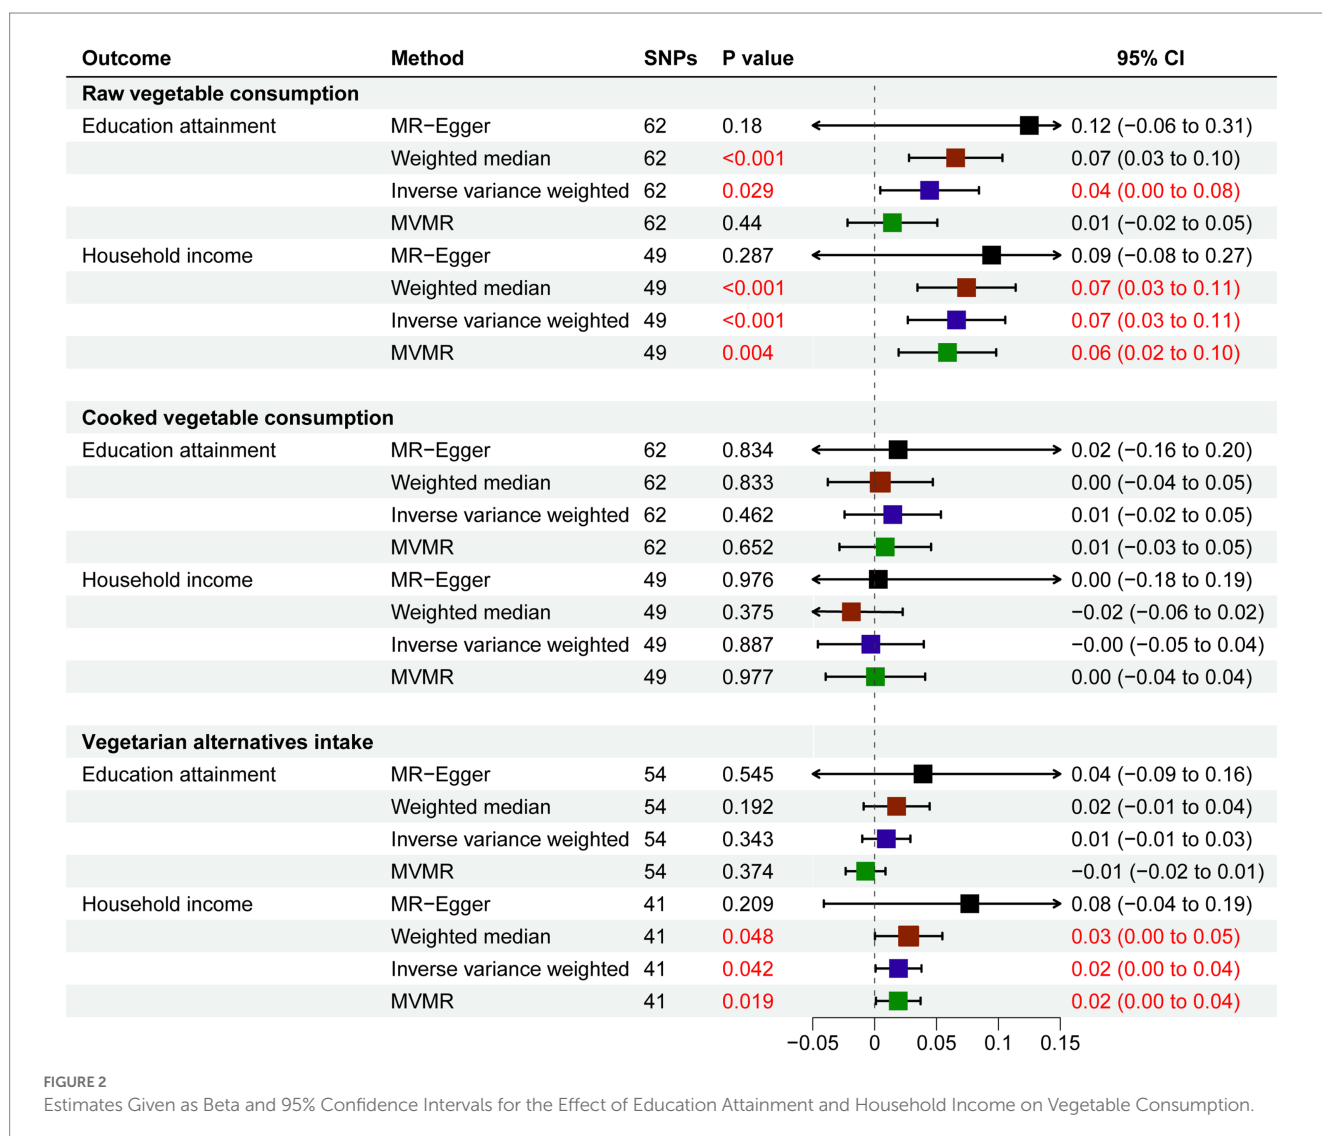 Outcome Method SNPs P value 95% CI
Raw vegetable consumption
Education attainment MR−Egger 62 0.18 0.12 (−0.06 to 0.31)
Weighted median 62 <0.001 0.07 (0.03 to 0.10)
Inverse variance weighted 62 0.029 0.04 (0.00 to 0.08)
MVMR 62 0.44 0.01 (−0.02 to 0.05)
Household income MR−Egger 49 0.287 0.09 (−0.08 to 0.27)
Weighted median 49 <0.001 0.07 (0.03 to 0.11)
Inverse variance weighted 49 <0.001 0.07 (0.03 to 0.11)
MVMR 49 0.004 0.06 (0.02 to 0.10)
Cooked vegetable consumption
Education attainment MR−Egger 62 0.834 0.02 (−0.16 to 0.20)
Weighted median 62 0.833 0.00 (−0.04 to 0.05)
Inverse variance weighted 62 0.462 0.01 (−0.02 to 0.05)
MVMR 62 0.652 0.01 (−0.03 to 0.05)
Household income MR−Egger 49 0.976 0.00 (−0.18 to 0.19)
Weighted median 49 0.375 −0.02 (−0.06 to 0.02)
Inverse variance weighted 49 0.887 −0.00 (−0.05 to 0.04)
MVMR 49 0.977 0.00 (−0.04 to 0.04)
Vegetarian alternatives intake
Education attainment MR−Egger 54 0.545 0.04 (−0.09 to 0.16)
Weighted median 54 0.192 0.02 (−0.01 to 0.04)
Inverse variance weighted 54 0.343 0.01 (−0.01 to 0.03)
MVMR 54 0.374 −0.01 (−0.02 to 0.01)
Household income MR−Egger 41 0.209 0.08 (−0.04 to 0.19)
Weighted median 41 0.048 0.03 (0.00 to 0.05)
Inverse variance weighted 41 0.042 0.02 (0.00 to 0.04)
MVMR 41 0.019 0.02 (0.00 to 0.04)
−0.05 0 0.05 0.1 0.15
FIGURE 2
Estimates Given as Beta and 95% Confidence Intervals for the Effect of Education Attainment and Household Income on Vegetable Consumption.